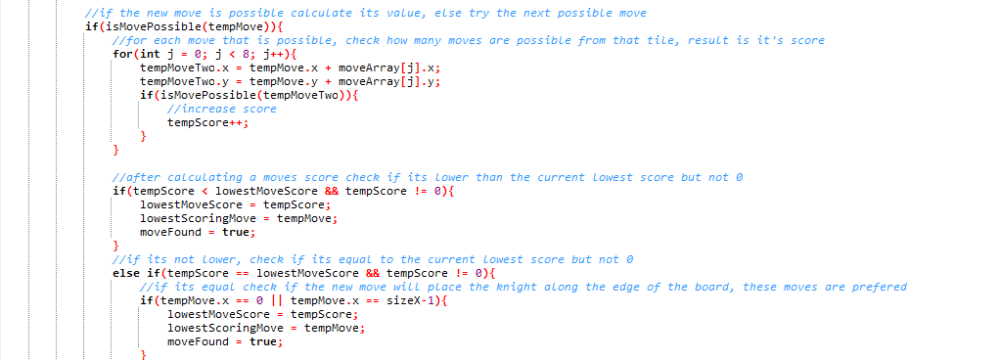 //if the new move is possible calculate its value, else try the next possible move
if(isMovePossible(tempMove)){
//for each move that is possible, check how many moves are possible from that tile, result is it's score
for(int j = 0; j < 8; j++){
tempMoveTwo.x = tempMove.x + moveArray[j].x;
tempMoveTwo.y = tempMove.y + moveArray[j].y;
if(isMovePossible(tempMoveTwo)){
//increase score
tempScore++;
}
}
//after calculating a moves score check if its lower than the current lowest score but not 0
if(tempScore < lowestMoveScore && tempScore != 0){
lowestMoveScore = tempScore;
lowestScoringMove = tempMove;
moveFound = true;
}
//if its not lower, check if its equal to the current lowest score but not 0
else if(tempScore == lowestMoveScore && tempScore != 0){
//if its equal check if the new move will place the knight along the edge of the board, these moves are prefered
if(tempMove.x == 0 || tempMove.x == sizeX-1){
lowestMoveScore = tempScore;
lowestScoringMove = tempMove;
moveFound = true;
}